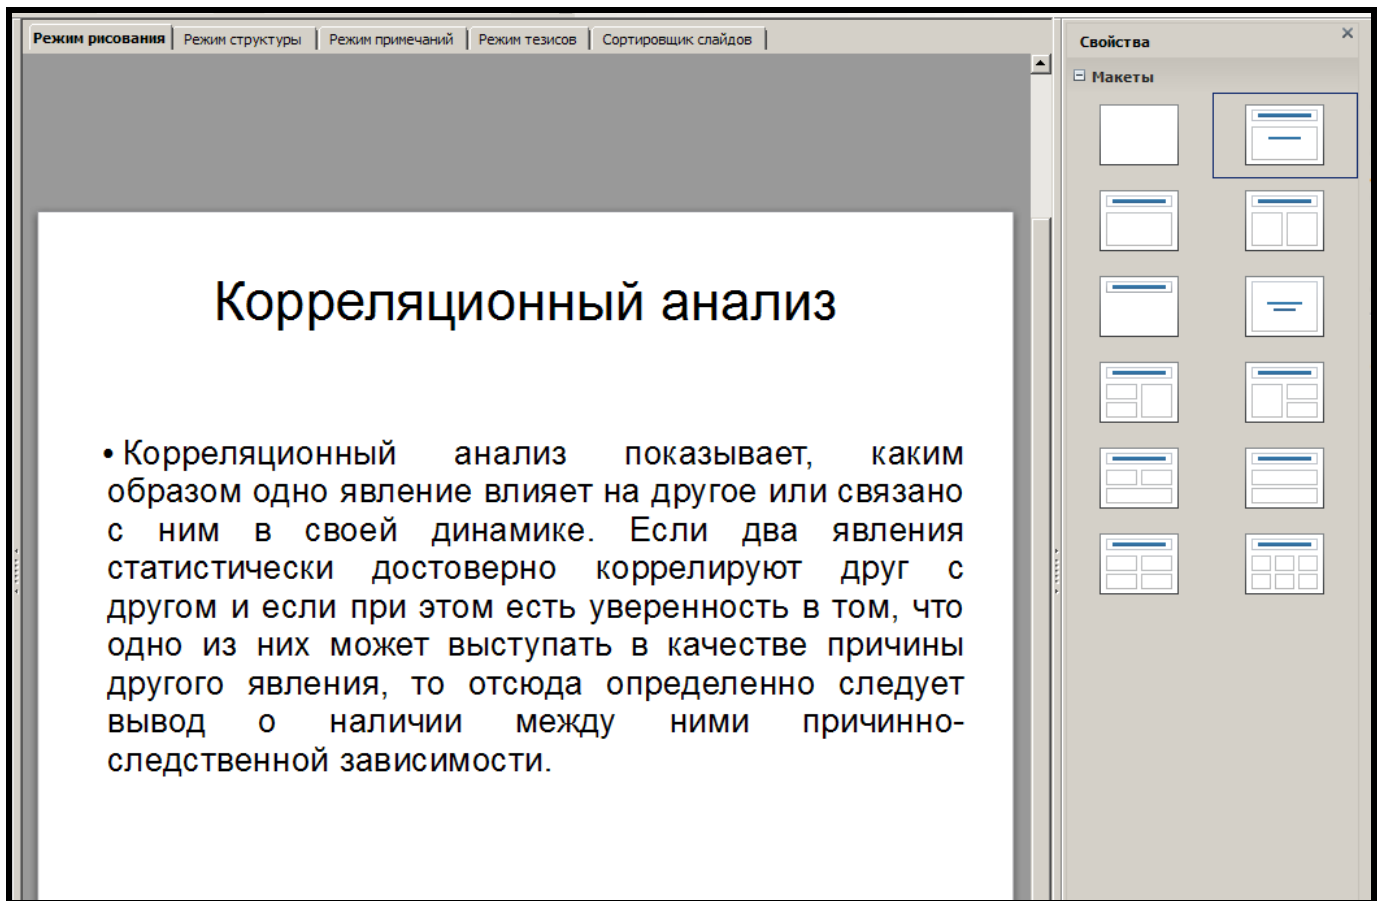 Режим рисования Режим структуры Режим примечаний Режим тезисов Сортировщик слайдов
Свойства
Макеты
Корреляционный анализ
• Корреляционный анализ показывает, каким
образом одно явление влияет на другое или связано
с ним в своей динамике. Если два явления
статистически достоверно коррелируют друг с
другом и если при этом есть уверенность в том, что
одно из них может выступать в качестве причины
другого явления, то отсюда определенно следует
вывод о наличии между ними причинно-
следственной зависимости.